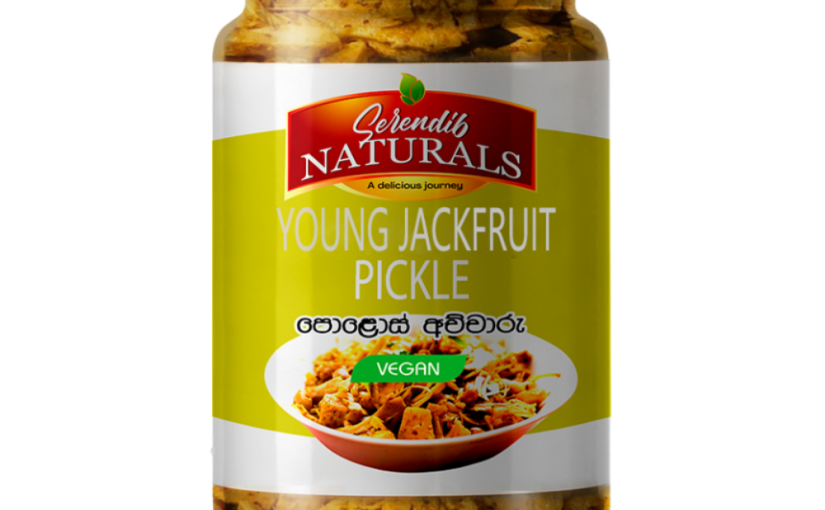 Serendib
NATURALS
A delicious journey
YOUNG JACKFRUIT
PICKLE
පොළොස් අච්චාරු
VEGAN